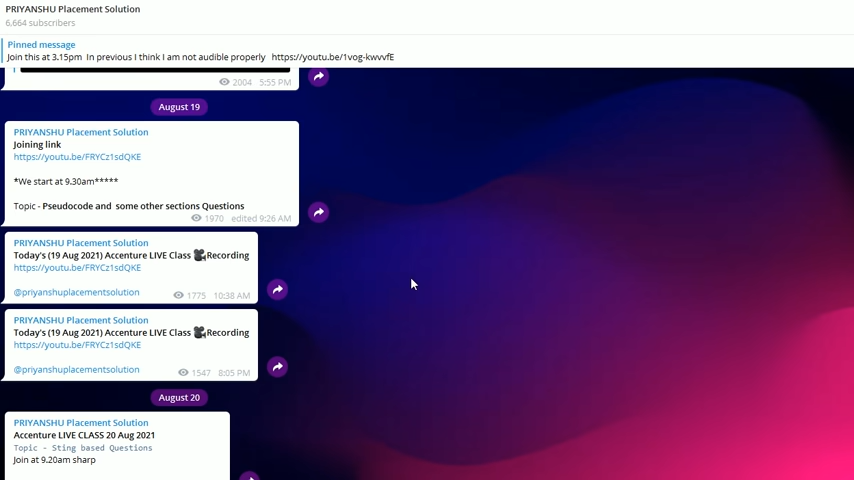 PRIYANSHU Placement Solution
6,664 subscribers
Pinned message
Join this at 3.15pm In previous I think I am not audible properly https://youtu.be/1vog-kwvvfE
2004 5:55 PM
August 19
PRIYANSHU Placement Solution
Joining link
https://youtu.be/FRYCz1sdQKE
*We start at 9.30am*****
Topic - Pseudocode and some other sections Questions
1970 edited 9:26 AM
PRIYANSHU Placement Solution
Today's (19 Aug 2021) Accenture LIVE Class 🎥Recording
https://youtu.be/FRYCz1sdQKE
@priyanshuplacementsolution 1775 10:38 AM
PRIYANSHU Placement Solution
Today's (19 Aug 2021) Accenture LIVE Class 🎥Recording
https://youtu.be/FRYCz1sdQKE
@priyanshuplacementsolution 1547 8:05 PM
August 20
PRIYANSHU Placement Solution
Accenture LIVE CLASS 20 Aug 2021
Topic - Sting based Questions
Join at 9.20am sharp